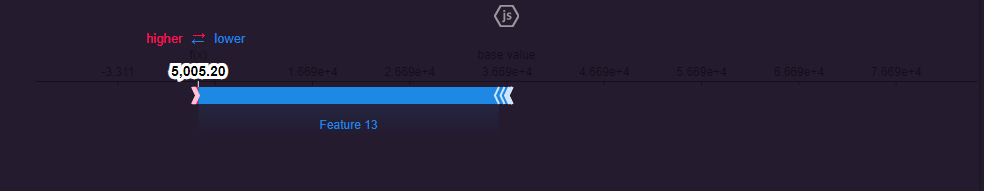 js
higher ⇄ lower
f(x) base value
-3,311 5,005.20 1.669e+4 2.669e+4 3.669e+4 4.669e+4 5.669e+4 6.669e+4 7.669e+4
Feature 13